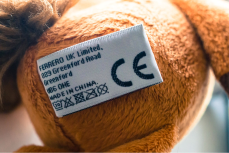 FERRERO UK Limited,
889 Greenford Road
Greenford
UB6 0HE
MADE IN CHINA
CE